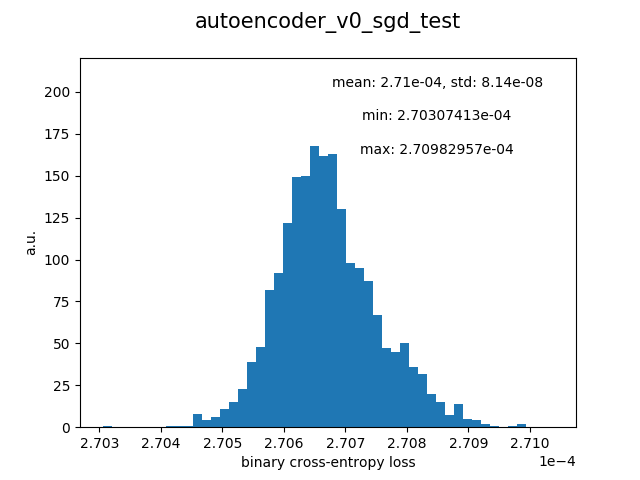 autoencoder_v0_sgd_test
mean: 2.71e-04, std: 8.14e-08
min: 2.70307413e-04
max: 2.70982957e-04
a.u.
200
175
150
125
100
75
50
25
0
2.703 2.704 2.705 2.706 2.707 2.708 2.709 2.710
binary cross-entropy loss
1e−4